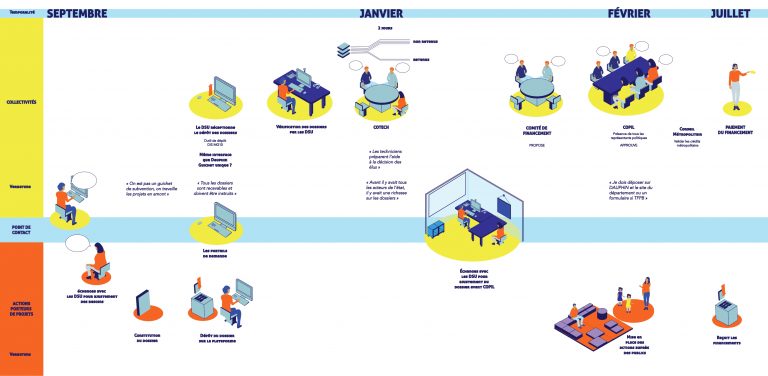 Temporalité
SEPTEMBRE
JANVIER
FÉVRIER
JUILLET
2 jours
Non retenus
Retenus
COLLECTIVITÉS
Le DSU réceptionne
le dépôt des dossiers
Outil de dépôt
DIS MOI D
Même interface
que Dauphin
Guichet unique ?
Vérification des dossiers
par les DSU
COTECH
COMITÉ DE
FINANCEMENT
PROPOSE
COPIL
Présence de tous les
représentants politiques
APPROUVE
Conseil
Métropolitain
Valider les crédits
métropolitains
PAIEMENT
DU FINANCEMENT
« Les techniciens
préparent l'aide
à la décision des
élus »
Verbatims
« On est pas un guichet
de subvention, on travaille
les projets en amont »
« Tous les dossiers
sont recevables et
doivent être instruits »
« Avant il y avait tous
les acteurs de l'état,
il y avait une richesse
sur les dossiers »
« Je dois déposer sur
DAUPHIN et le site du
département ou un
formulaire si TFPB »
POINT DE
CONTACT
Les portails
de demande
Échanges avec
les DSU pour
ajustement du
dossier avant COPIL
ACTIONS
PORTEURS
DE PROJETS
Échanges avec
les DSU pour ajustement
des dossiers
Constitution
du dossier
Dépôt du dossier
sur la plateforme
Mise en
place des
actions auprès
des publics
Reçoit les
financements
Verbatims